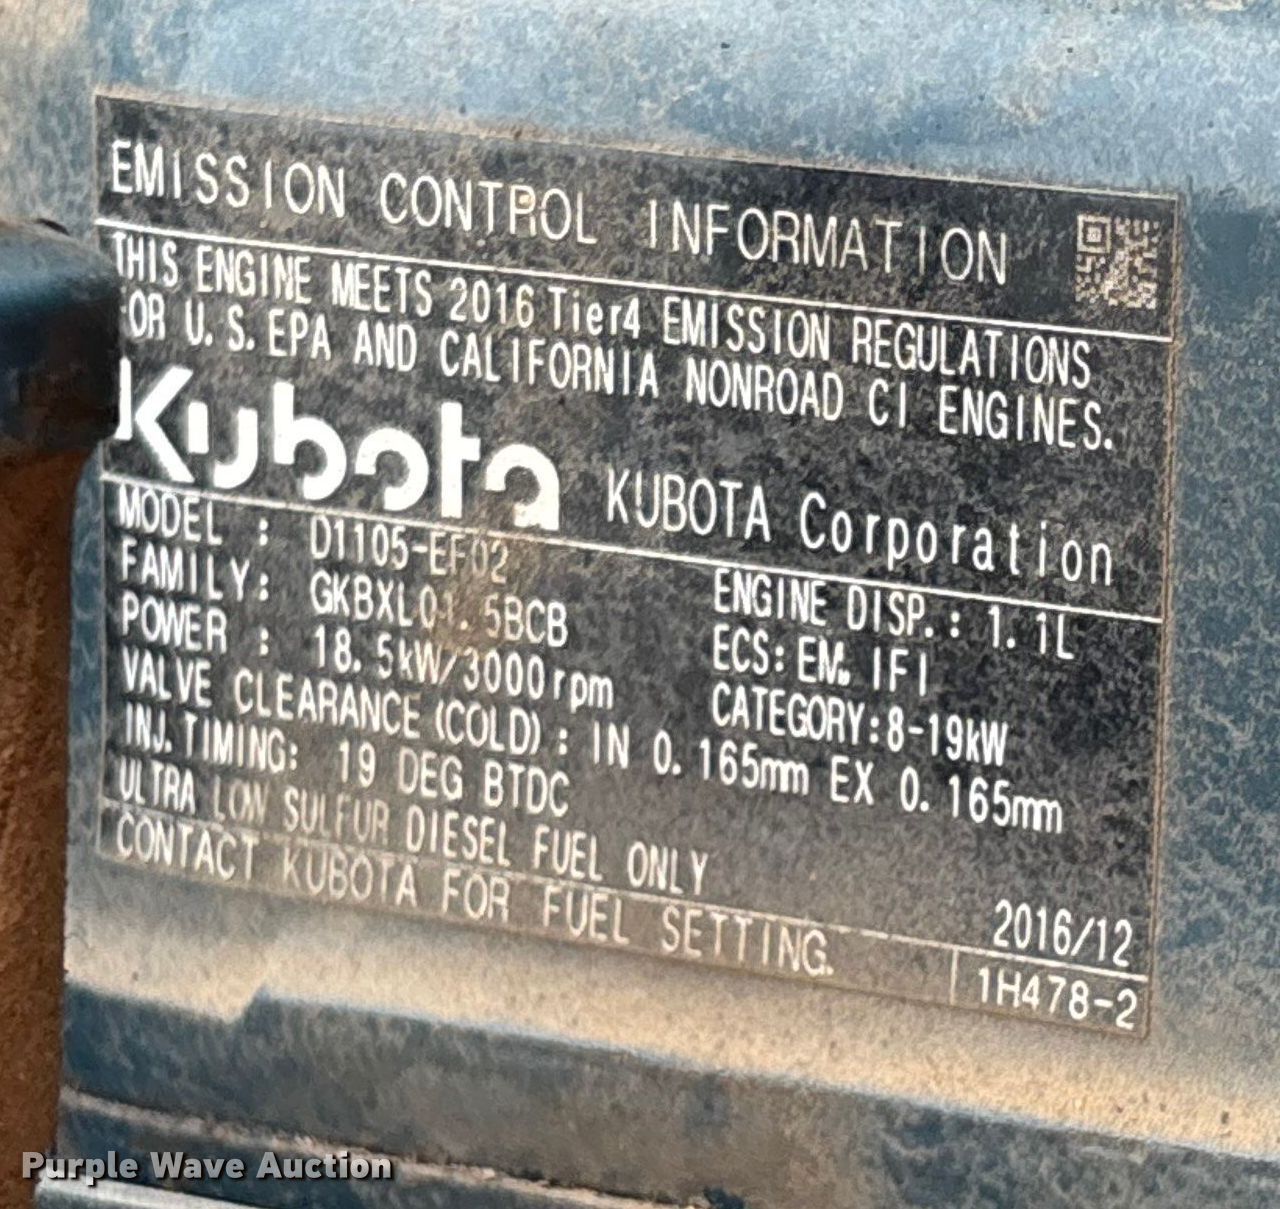 EMISSION CONTROL INFORMATION
THIS ENGINE MEETS 2016 Tier4 EMISSION REGULATIONS
FOR U.S.EPA AND CALIFORNIA NONROAD CI ENGINES.
Kubota KUBOTA Corporation
MODEL : D1105-EF02 ENGINE DISP.: 1.1L
FAMILY: GKBXL01.5BCB ECS: EM. IFI
POWER : 18.5kW/3000rpm CATEGORY:8-19kW
VALVE CLEARANCE (COLD) : IN 0.165mm EX 0.165mm
INJ.TIMING: 19 DEG BTDC
ULTRA LOW SULFUR DIESEL FUEL ONLY
CONTACT KUBOTA FOR FUEL SETTING.
2016/12
1H478-2
Purple Wave Auction